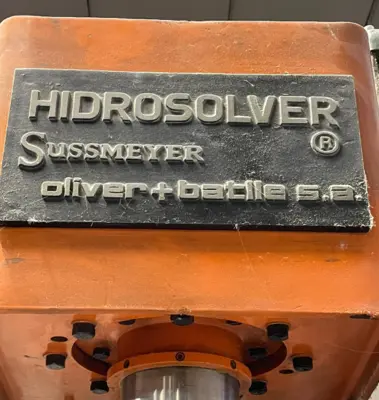 HIDROSOLVER
SUSSMEYER ®
oliver+batlle s.a.